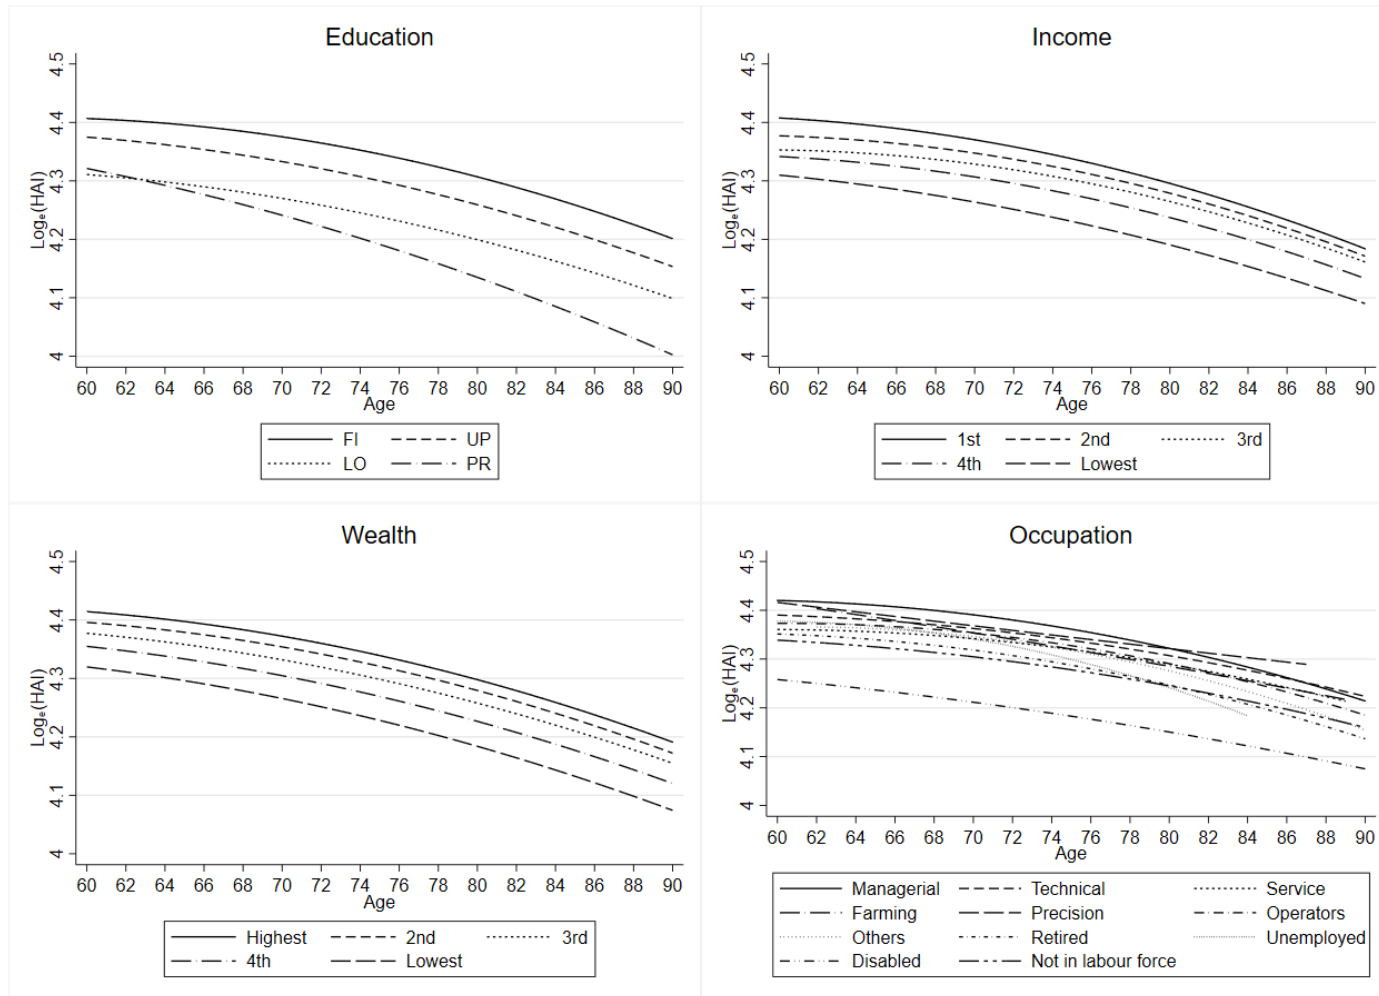 Education
Logₑ(HAI)
4 4.1 4.2 4.3 4.4 4.5
60 62 64 66 68 70 72 74 76 78 80 82 84 86 88 90
Age
FI UP
LO PR
Income
Logₑ(HAI)
4 4.1 4.2 4.3 4.4 4.5
60 62 64 66 68 70 72 74 76 78 80 82 84 86 88 90
Age
1st 2nd 3rd
4th Lowest
Wealth
Logₑ(HAI)
4 4.1 4.2 4.3 4.4 4.5
60 62 64 66 68 70 72 74 76 78 80 82 84 86 88 90
Age
Highest 2nd 3rd
4th Lowest
Occupation
Logₑ(HAI)
4 4.1 4.2 4.3 4.4 4.5
60 62 64 66 68 70 72 74 76 78 80 82 84 86 88 90
Age
Managerial Technical Service
Farming Precision Operators
Others Retired Unemployed
Disabled Not in labour force